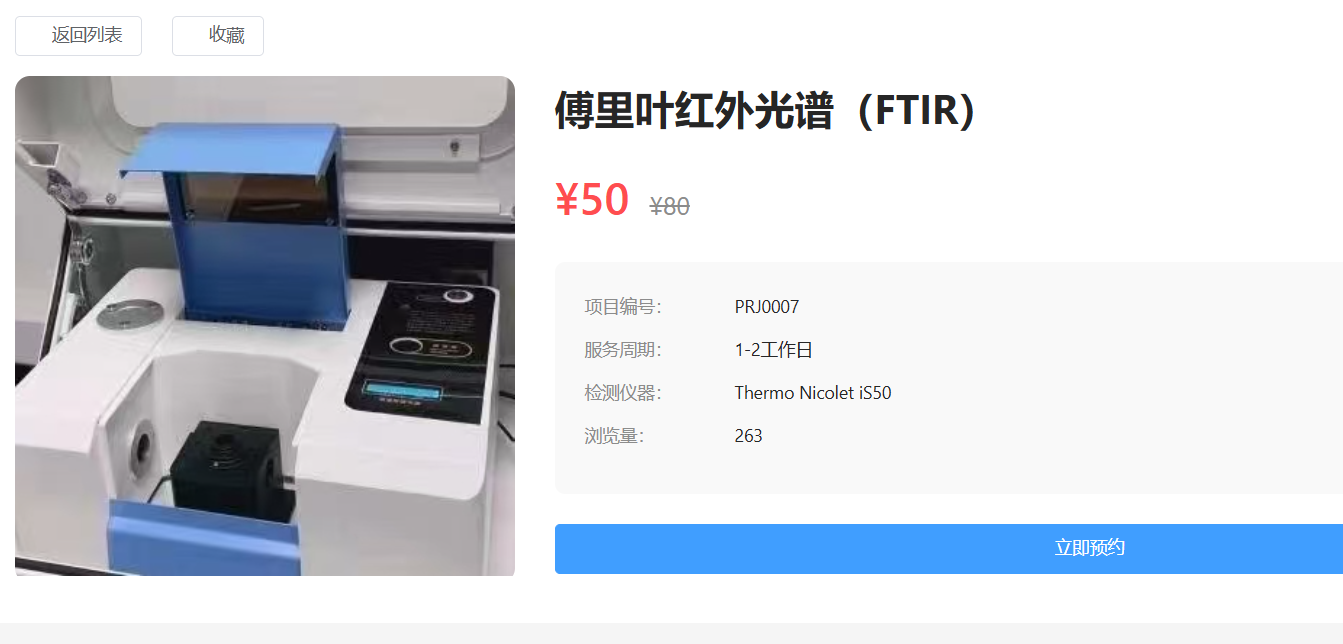 返回列表
收藏
傅里叶红外光谱（FTIR）
¥50 ¥80
项目编号： PRJ0007
服务周期： 1-2工作日
检测仪器： Thermo Nicolet iS50
浏览量： 263
立即预约